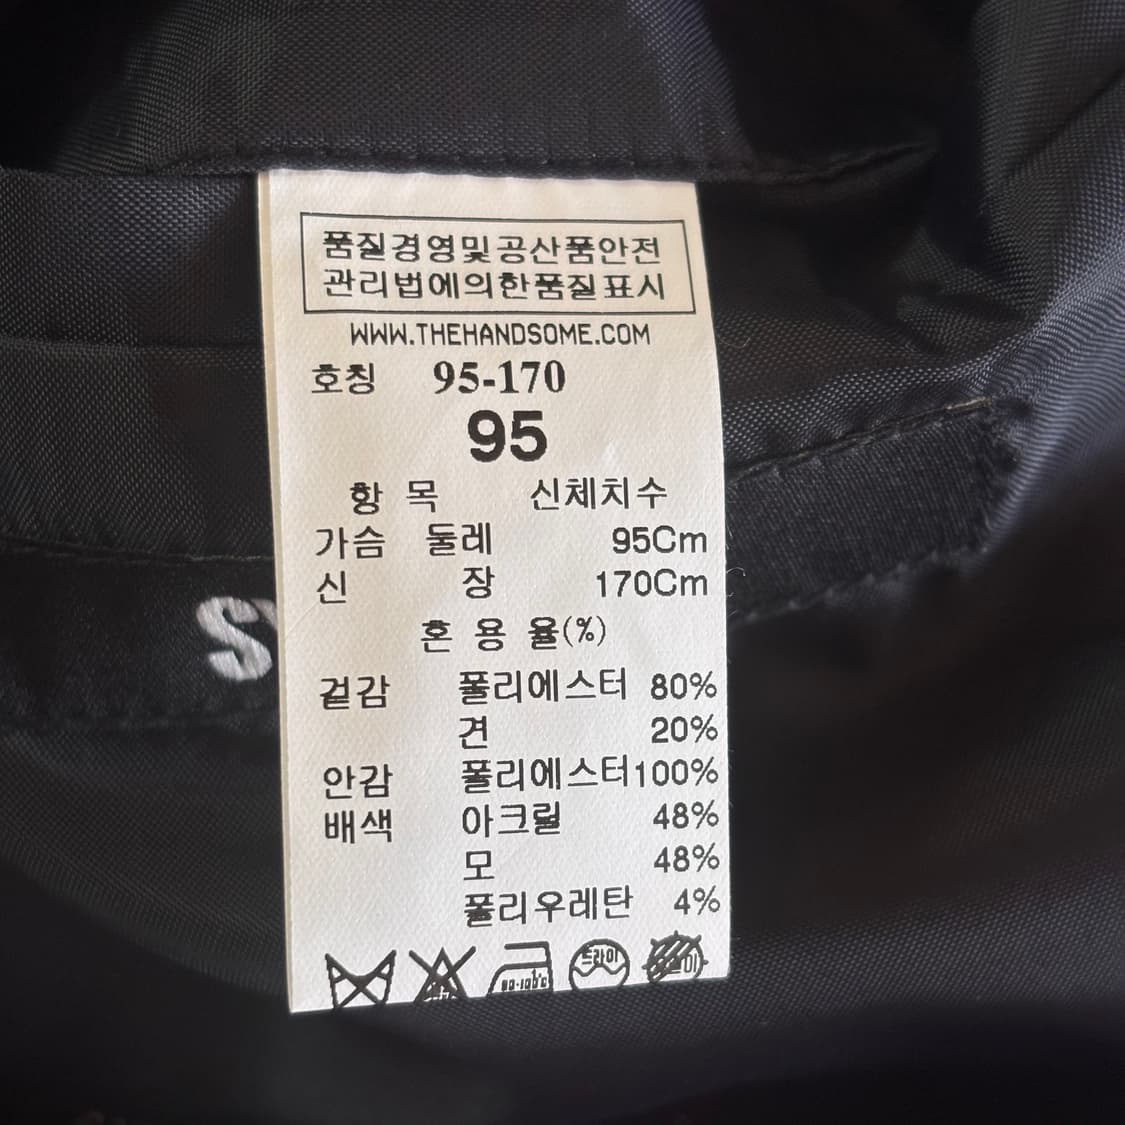 품질경영및공산품안전
관리법에의한품질표시
WWW.THEHANDSOME.COM
호칭 95-170
95
항 목 신체치수
가슴 둘레 95Cm
신 장 170Cm
혼 용 율(%)
겉감 폴리에스터 80%
견 20%
안감 폴리에스터100%
배색 아크릴 48%
모 48%
폴리우레탄 4%
드라이